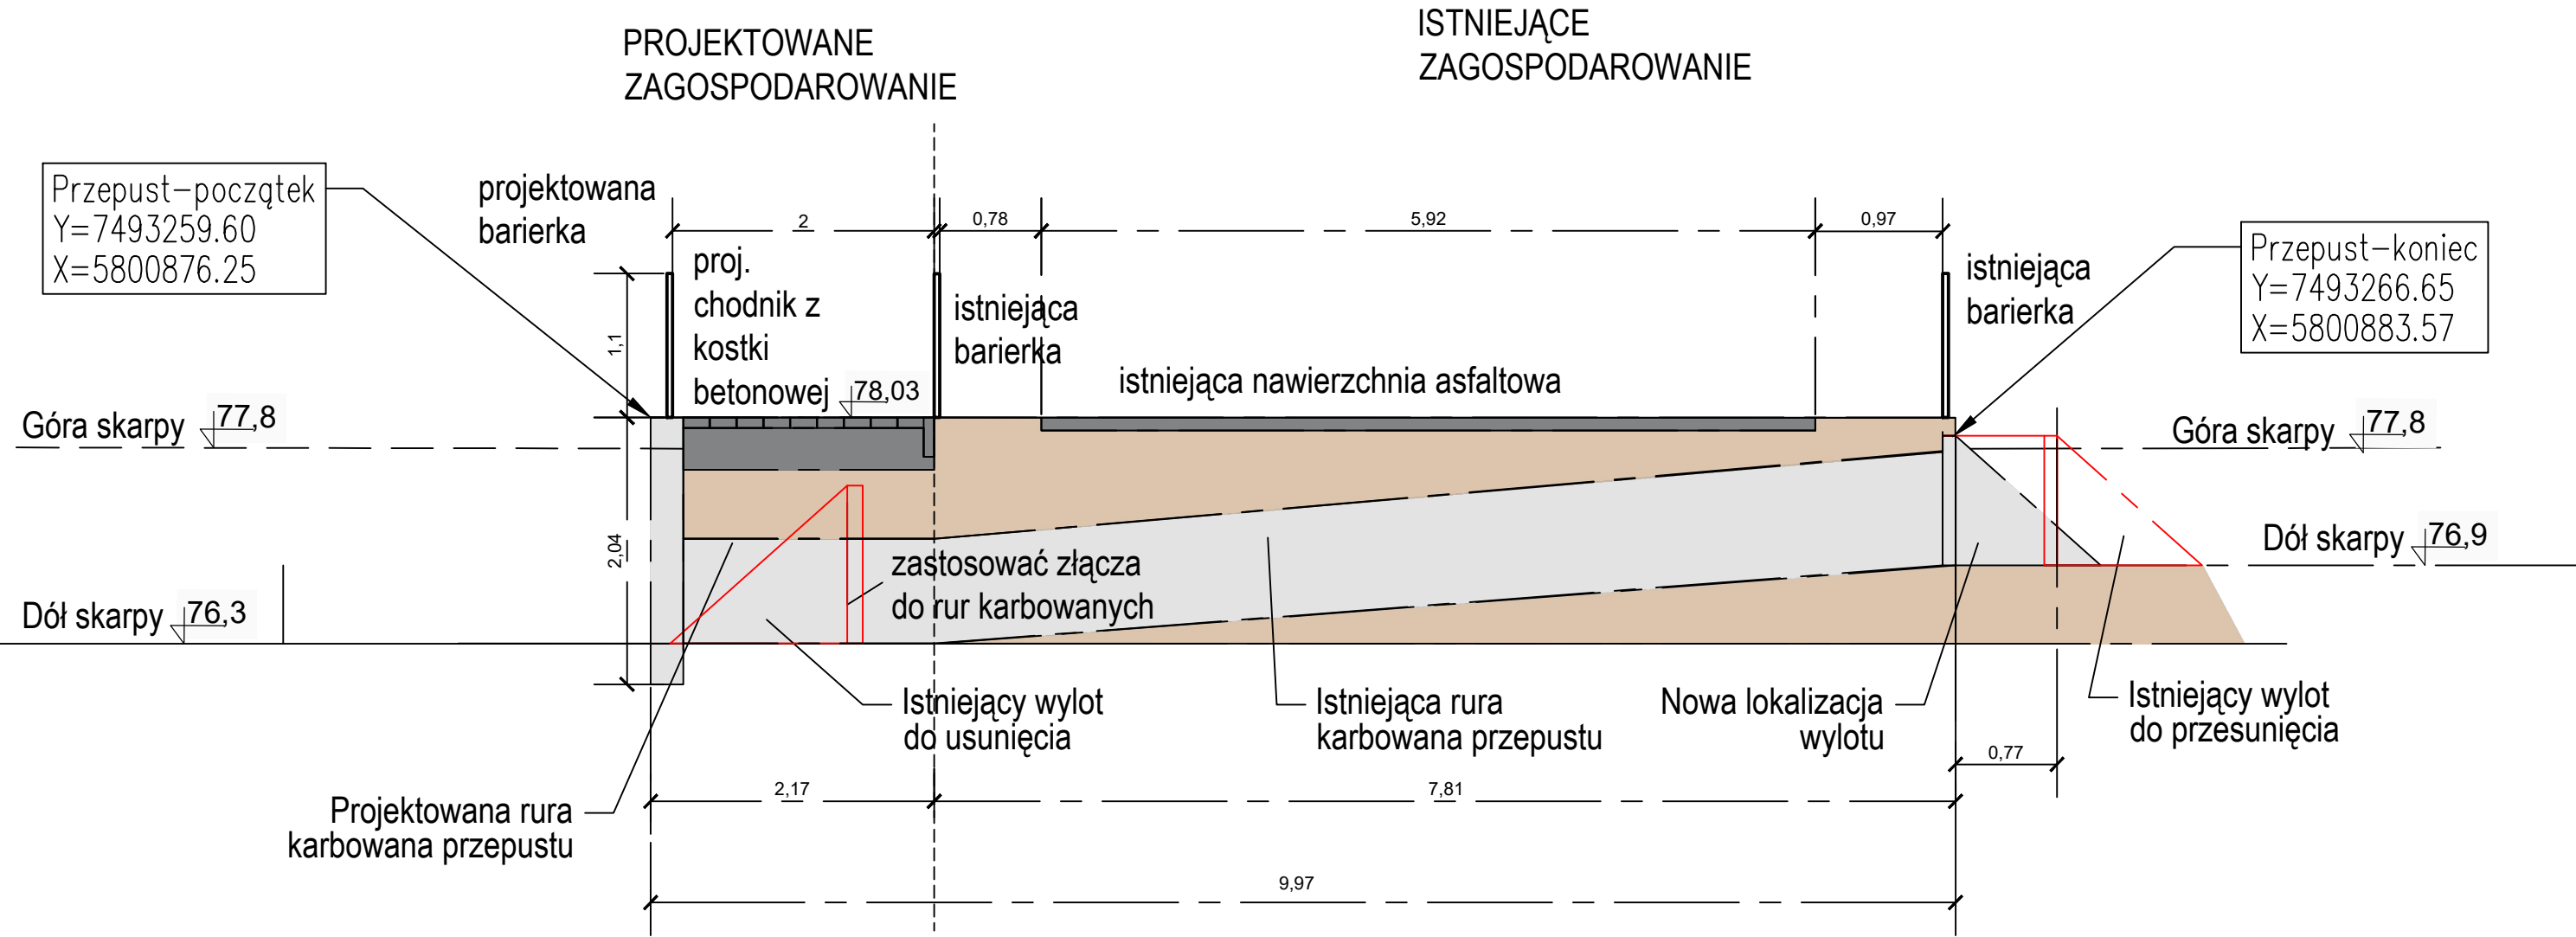 PROJEKTOWANE
ZAGOSPODAROWANIE
ISTNIEJĄCE
ZAGOSPODAROWANIE
Przepust-początek
Y=7493259.60
X=5800876.25
projektowana
barierka
2
0,78
5,92
0,97
Przepust-koniec
Y=7493266.65
X=5800883.57
proj.
chodnik z
kostki
betonowej
78,03
istniejąca
barierka
istniejąca
barierka
1,1
istniejąca nawierzchnia asfaltowa
Góra skarpy 77,8
Góra skarpy 77,8
2,04
zastosować złącza
do rur karbowanych
Dół skarpy 76,9
Dół skarpy 76,3
Istniejący wylot
do usunięcia
Istniejąca rura
karbowana przepustu
Nowa lokalizacja
wylotu
Istniejący wylot
do przesunięcia
0,77
2,17
7,81
Projektowana rura
karbowana przepustu
9,97